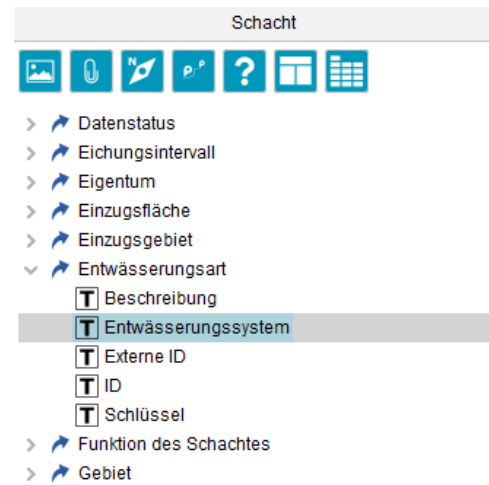 Schacht
N P P ?
Datenstatus
Eichungsintervall
Eigentum
Einzugsfläche
Einzugsgebiet
Entwässerungsart
T Beschreibung
T Entwässerungssystem
T Externe ID
T ID
T Schlüssel
Funktion des Schachtes
Gebiet